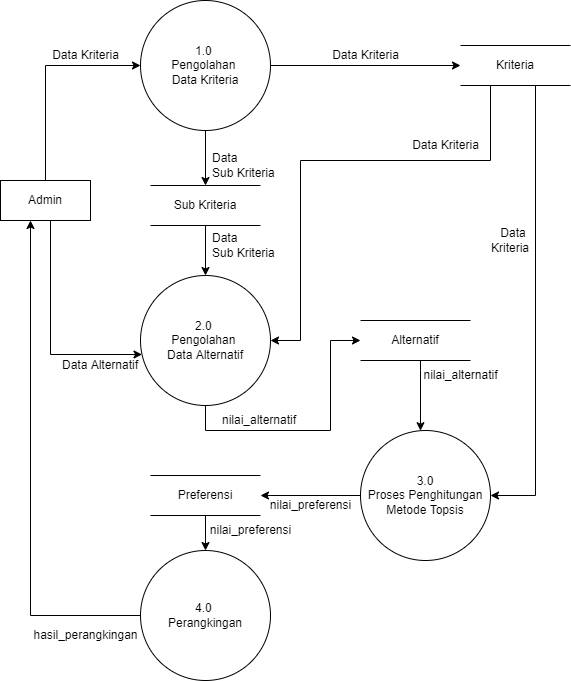 1.0
Pengolahan
Data Kriteria
Data Kriteria
Data Kriteria
Kriteria
Data Kriteria
Data
Sub Kriteria
Sub Kriteria
Admin
Data
Kriteria
Data
Sub Kriteria
2.0
Pengolahan
Data Alternatif
Alternatif
Data Alternatif
nilai_alternatif
nilai_alternatif
3.0
Proses Penghitungan
Metode Topsis
Preferensi
nilai_preferensi
nilai_preferensi
4.0
Perangkingan
hasil_perangkingan